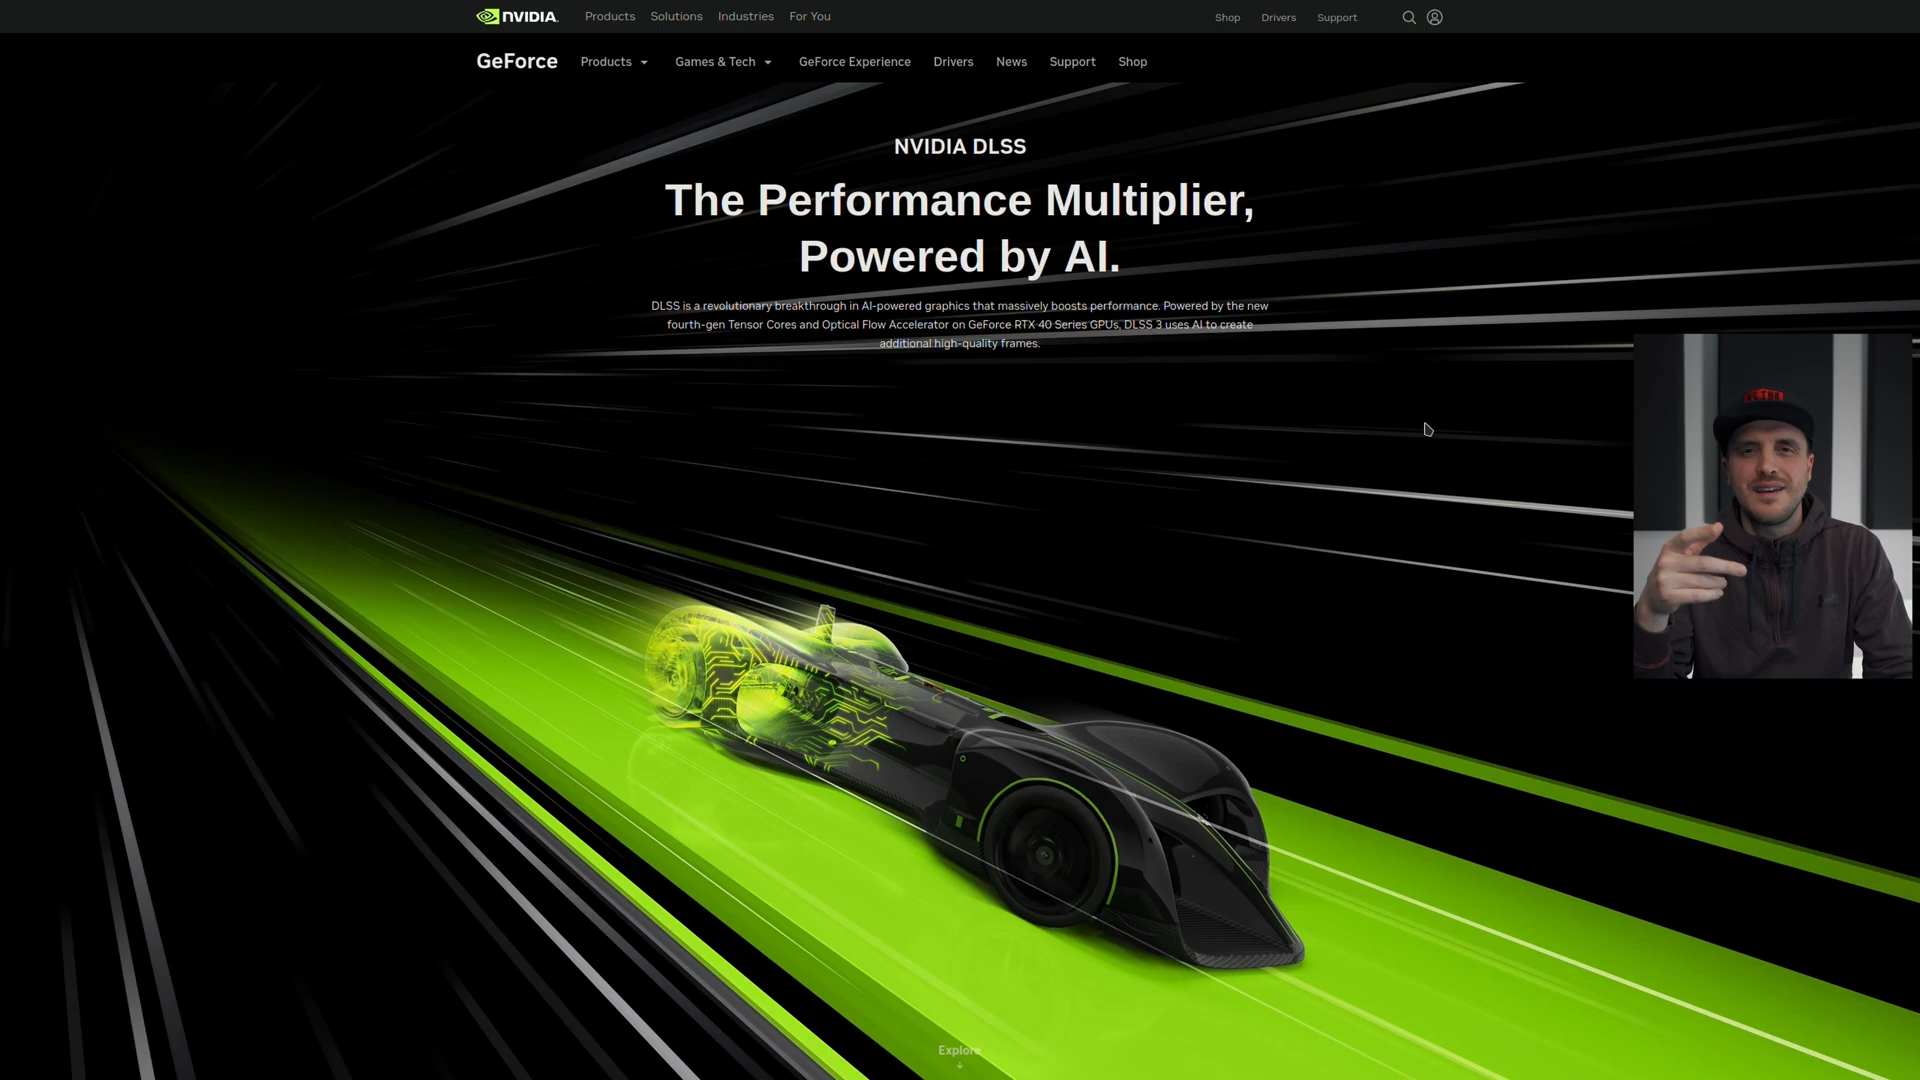 NVIDIA.
Products Solutions Industries For You
Shop Drivers Support
GeForce
Products Games & Tech GeForce Experience Drivers News Support Shop
NVIDIA DLSS
The Performance Multiplier,
Powered by AI.
DLSS is a revolutionary breakthrough in AI-powered graphics that massively boosts performance. Powered by the new
fourth-gen Tensor Cores and Optical Flow Accelerator on GeForce RTX 40 Series GPUs, DLSS 3 uses AI to create
additional high-quality frames.
Explore